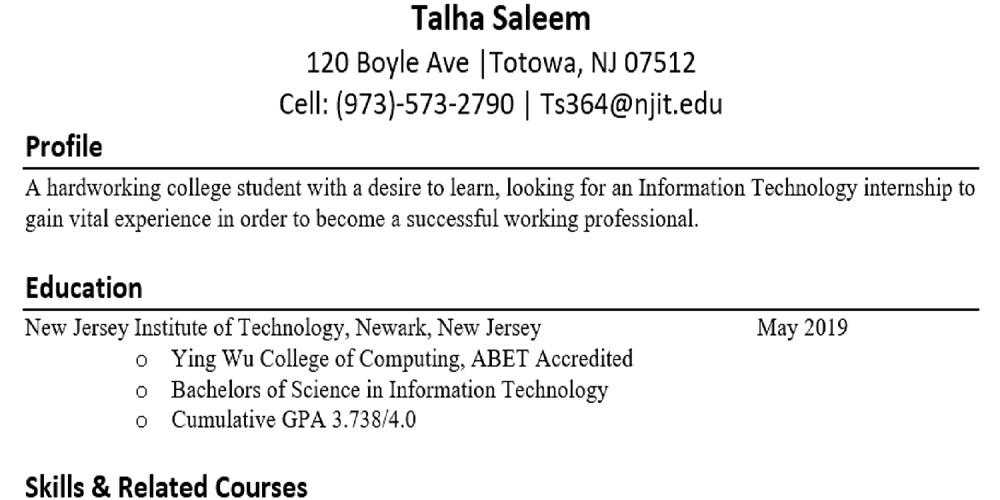 Talha Saleem
120 Boyle Ave |Totowa, NJ 07512
Cell: (973)-573-2790 | Ts364@njit.edu
Profile
A hardworking college student with a desire to learn, looking for an Information Technology internship to
gain vital experience in order to become a successful working professional.
Education
New Jersey Institute of Technology, Newark, New Jersey May 2019
o Ying Wu College of Computing, ABET Accredited
o Bachelors of Science in Information Technology
o Cumulative GPA 3.738/4.0
Skills & Related Courses